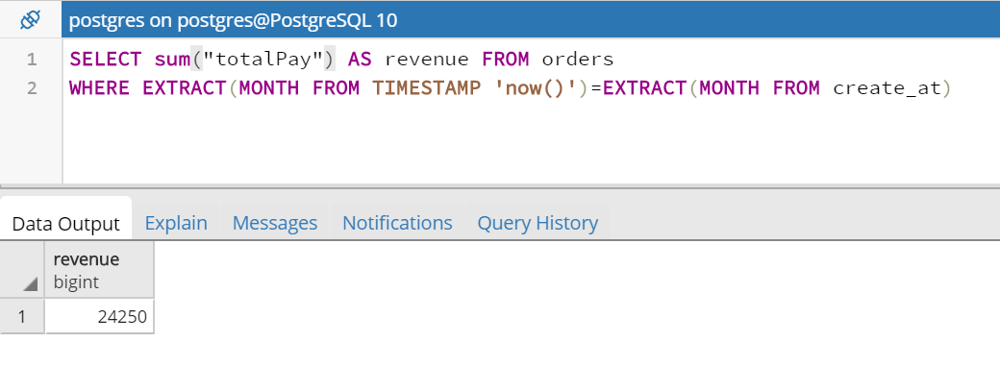 postgres on postgres@PostgreSQL 10
1 SELECT sum("totalPay") AS revenue FROM orders
2 WHERE EXTRACT(MONTH FROM TIMESTAMP 'now()')=EXTRACT(MONTH FROM create_at)
Data Output Explain Messages Notifications Query History
revenue
bigint
1 24250